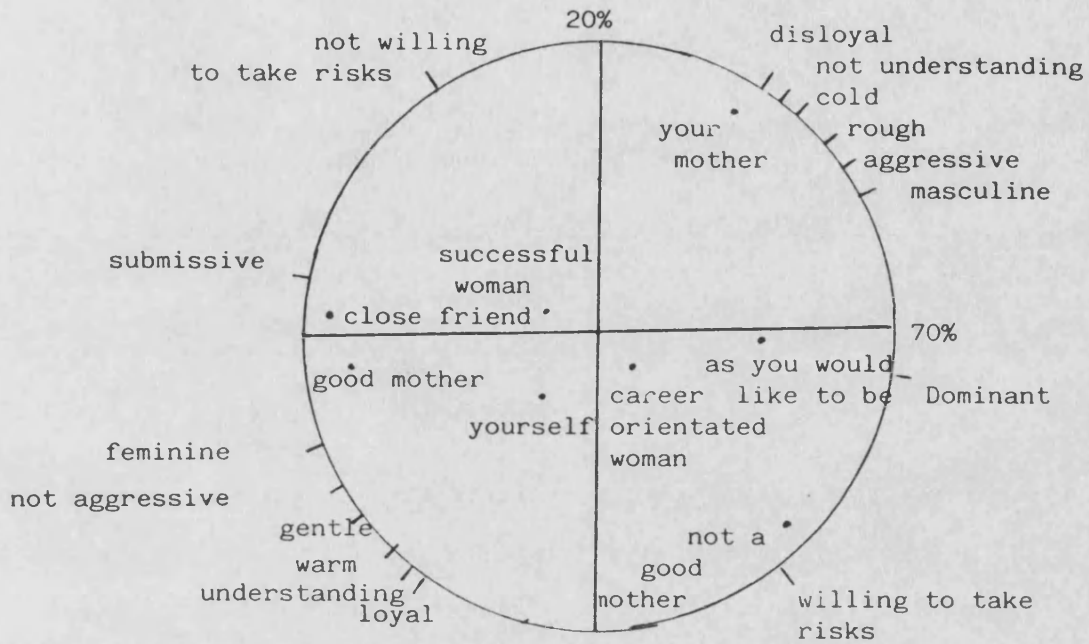 20%
not willing
to take risks
disloyal
not understanding
cold
rough
aggressive
masculine
your
mother
submissive
successful
woman
close friend
70%
good mother
as you would
like to be
Dominant
career
orientated
woman
yourself
feminine
not aggressive
gentle
warm
understanding
loyal
not a
good
mother
willing to take
risks